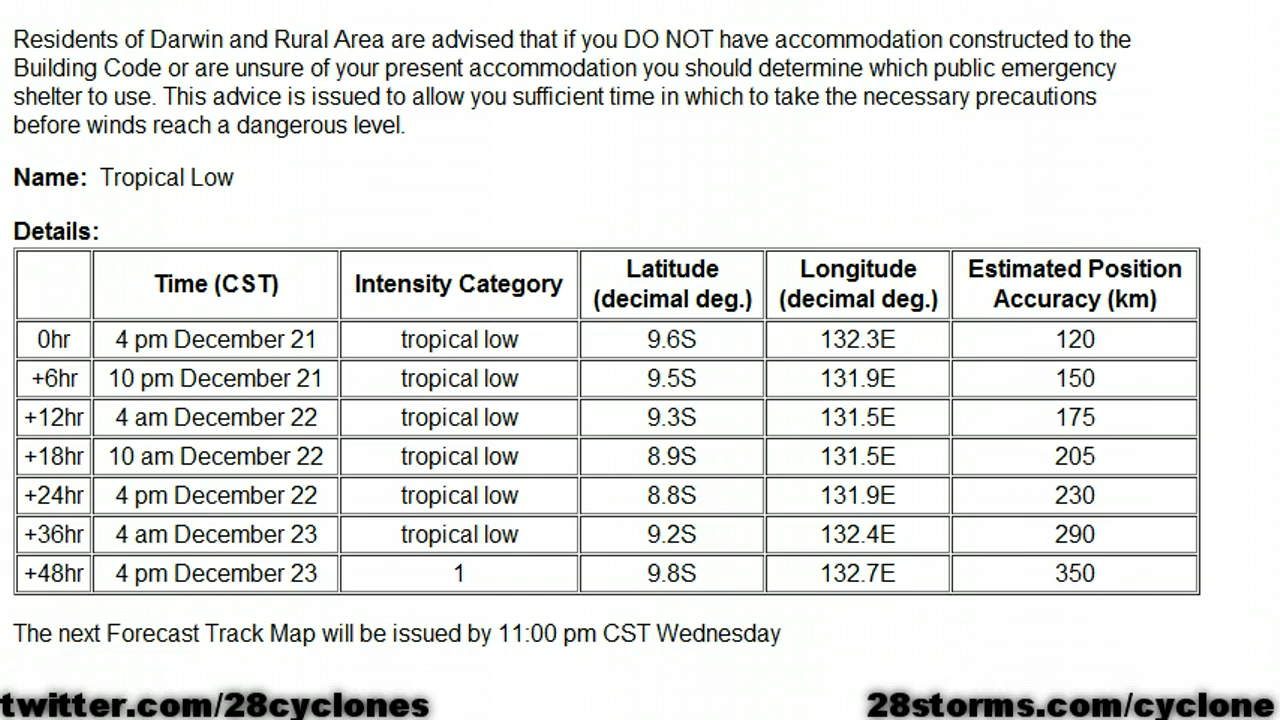 Residents of Darwin and Rural Area are advised that if you DO NOT have accommodation constructed to the
Building Code or are unsure of your present accommodation you should determine which public emergency
shelter to use. This advice is issued to allow you sufficient time in which to take the necessary precautions
before winds reach a dangerous level.
Name: Tropical Low
Details:
Time (CST) Intensity Category Latitude (decimal deg.) Longitude (decimal deg.) Estimated Position Accuracy (km)
0hr 4 pm December 21 tropical low 9.6S 132.3E 120
+6hr 10 pm December 21 tropical low 9.5S 131.9E 150
+12hr 4 am December 22 tropical low 9.3S 131.5E 175
+18hr 10 am December 22 tropical low 8.9S 131.5E 205
+24hr 4 pm December 22 tropical low 8.8S 131.9E 230
+36hr 4 am December 23 tropical low 9.2S 132.4E 290
+48hr 4 pm December 23 1 9.8S 132.7E 350
The next Forecast Track Map will be issued by 11:00 pm CST Wednesday
twitter.com/28cyclones 28storms.com/cyclone